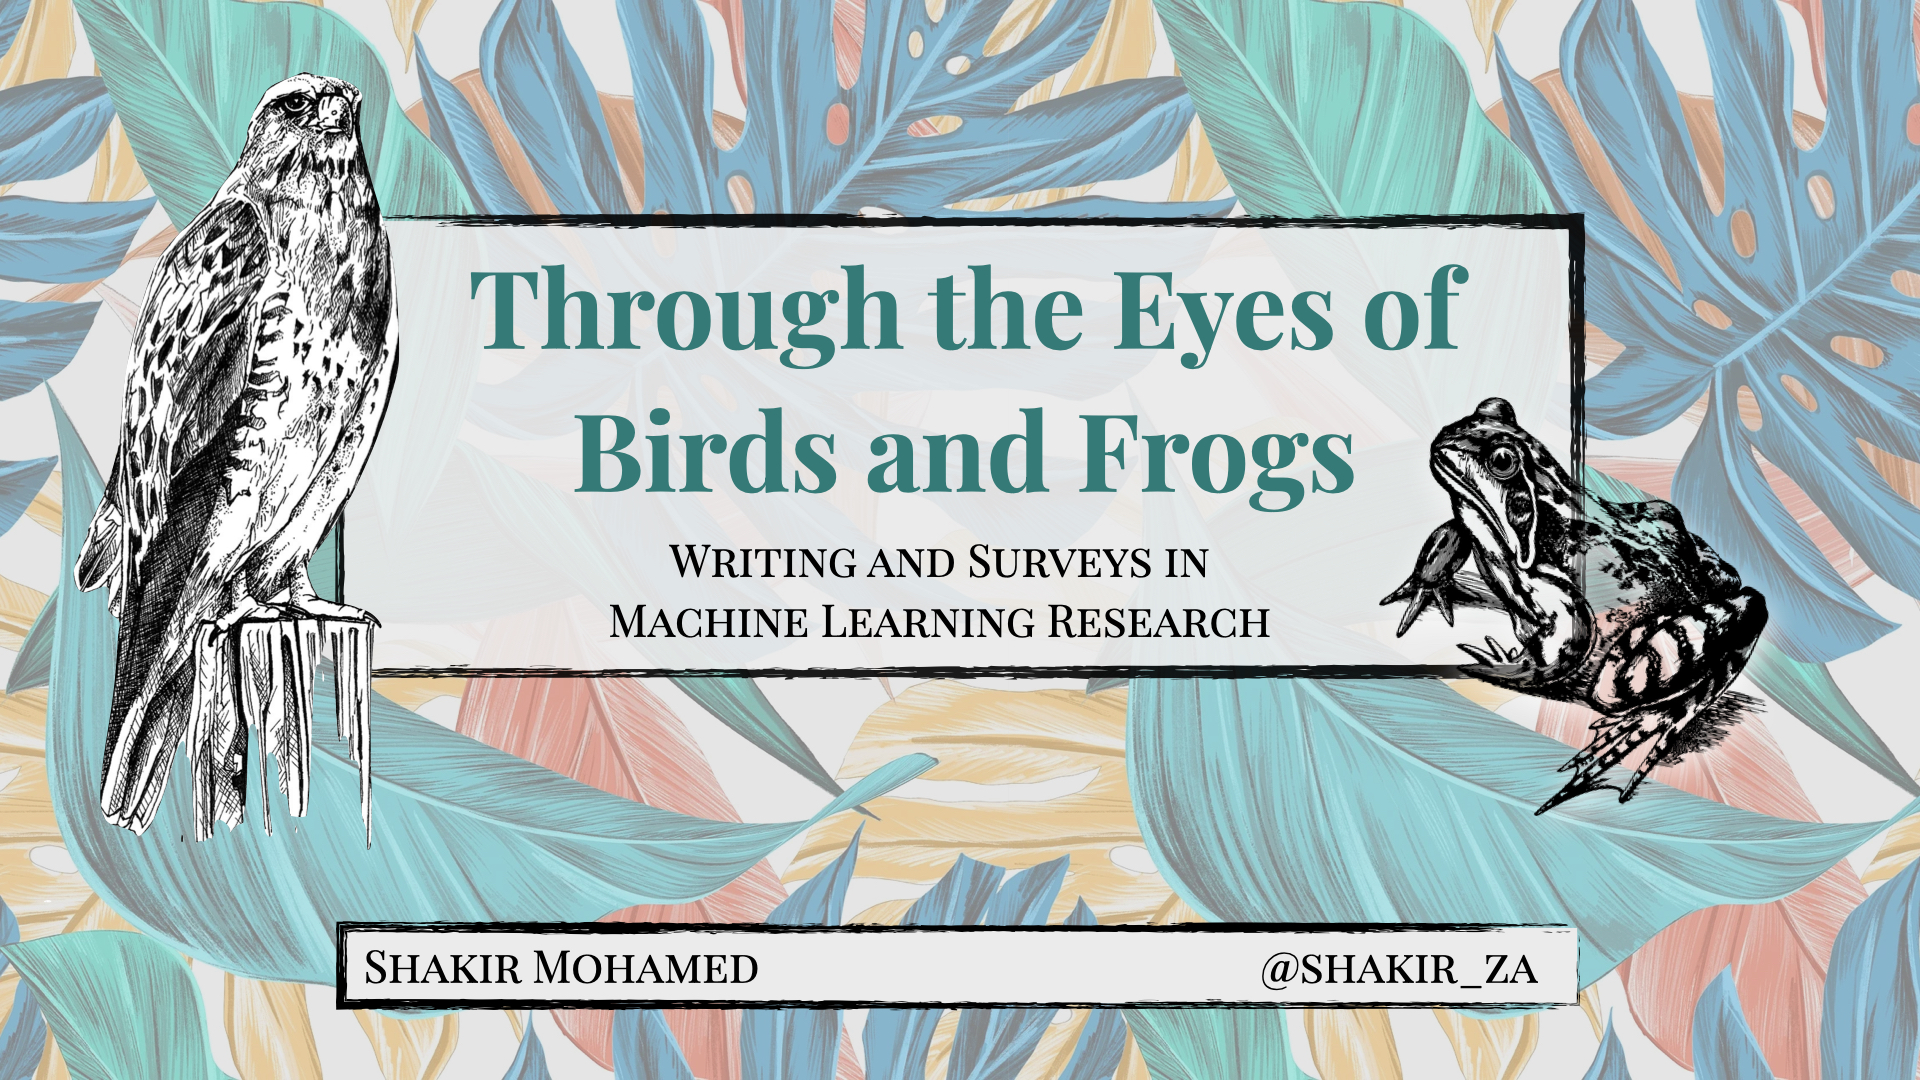 Through the Eyes of
Birds and Frogs
Writing and Surveys in
Machine Learning Research
Shakir Mohamed
@shakir_za